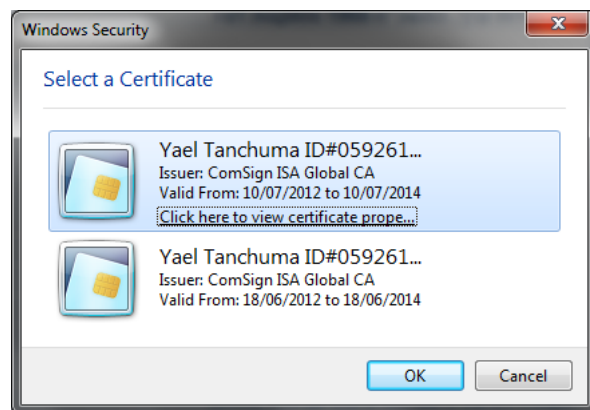 Windows Security
Select a Certificate
Yael Tanchuma ID#059261...
Issuer: ComSign ISA Global CA
Valid From: 10/07/2012 to 10/07/2014
Click here to view certificate prope...
Yael Tanchuma ID#059261...
Issuer: ComSign ISA Global CA
Valid From: 18/06/2012 to 18/06/2014
OK
Cancel